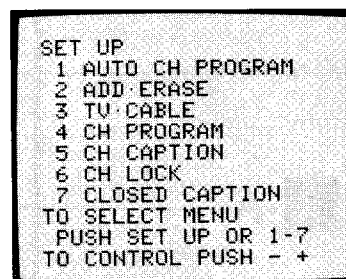 SET UP
1 AUTO CH PROGRAM
2 ADD·ERASE
3 TV·CABLE
4 CH PROGRAM
5 CH CAPTION
6 CH LOCK
7 CLOSED CAPTION
TO SELECT MENU
PUSH SET UP OR 1-7
TO CONTROL PUSH - +